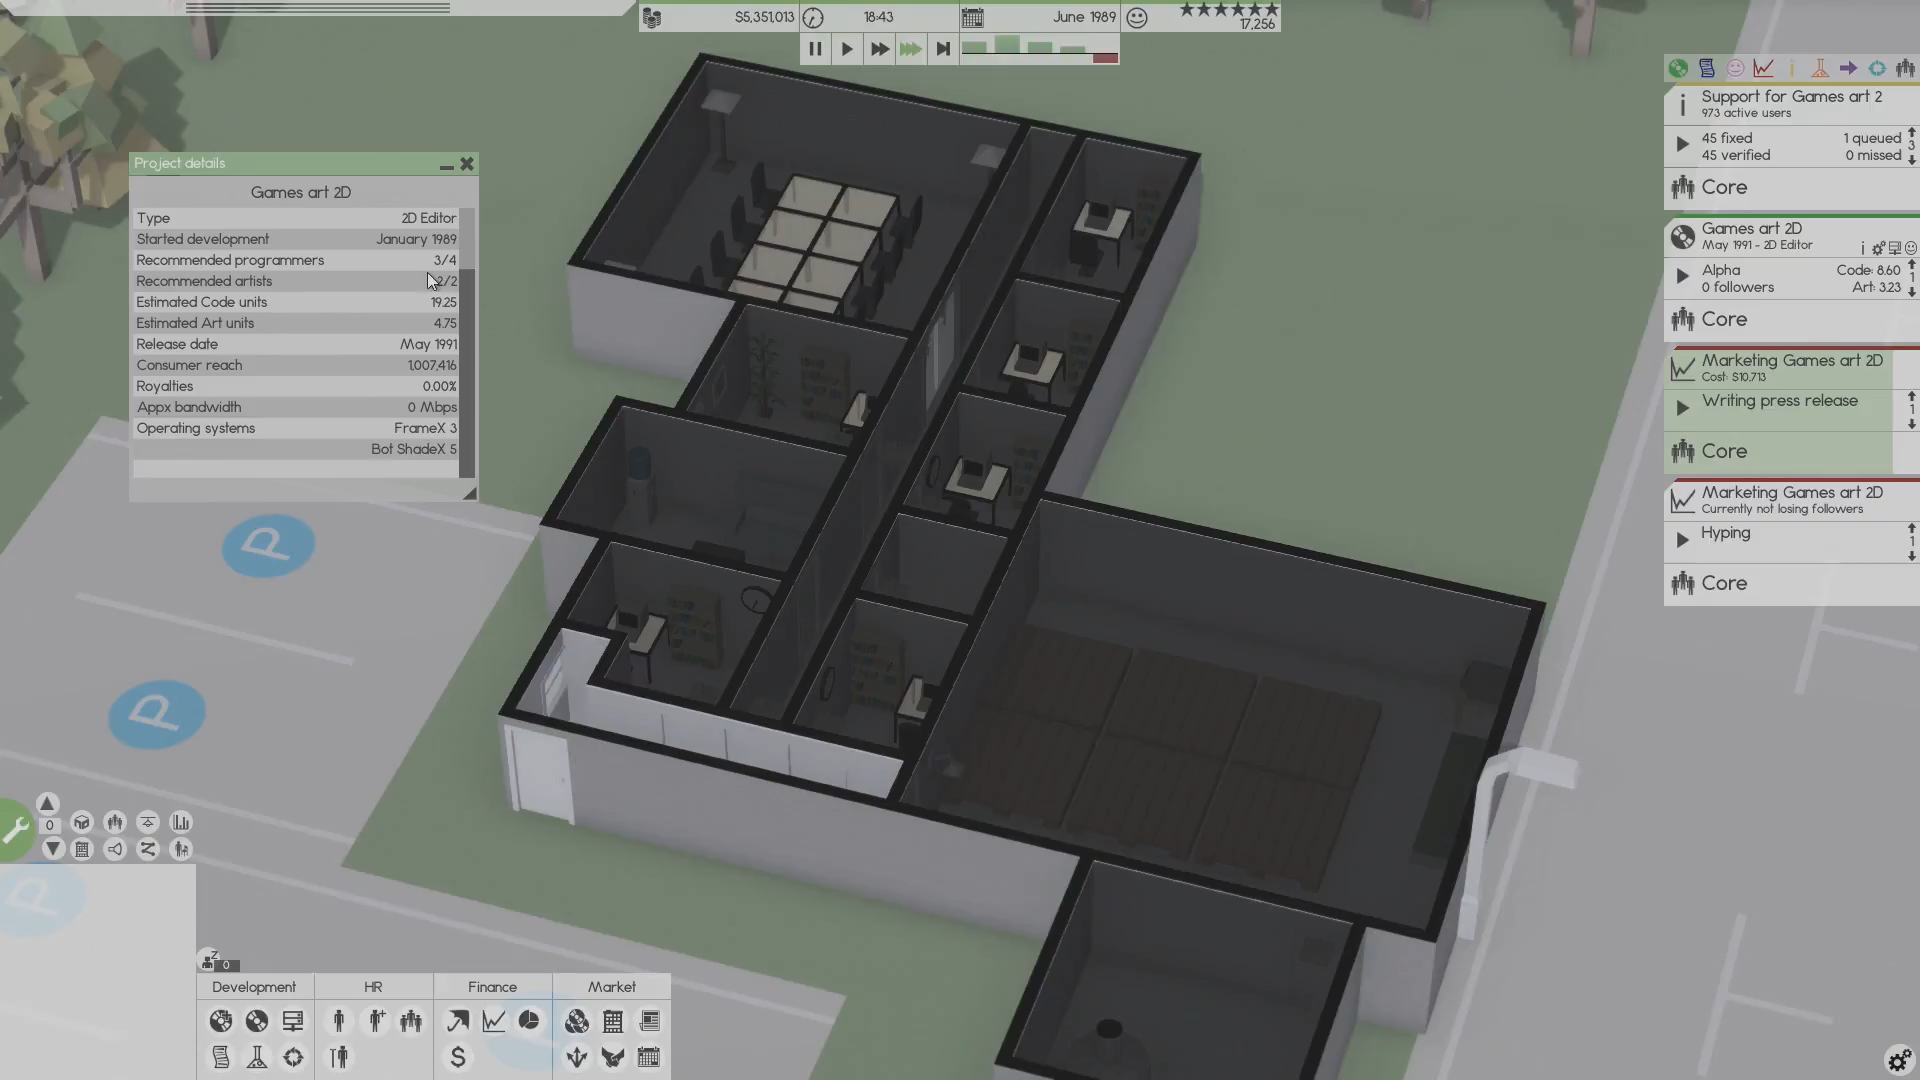 $5,351,013
18:43
June 1989
17,256
Project details
Games art 2D
Type 2D Editor
Started development January 1989
Recommended programmers 3/4
Recommended artists 2/2
Estimated Code units 19.25
Estimated Art units 4.75
Release date May 1991
Consumer reach 1,007,416
Royalties 0.00%
Appx bandwidth 0 Mbps
Operating systems FrameX 3
Bot ShadeX 5
Support for Games art 2
973 active users
45 fixed 1 queued
45 verified 0 missed
3
Core
Games art 2D
May 1991 - 2D Editor
Alpha Code: 8.60
0 followers Art: 3.23
1
Core
Marketing Games art 2D
Cost: $10,713
Writing press release
1
Core
Marketing Games art 2D
Currently not losing followers
Hyping
1
Core
P
P
P
P
0
z
0
Development HR Finance Market
$